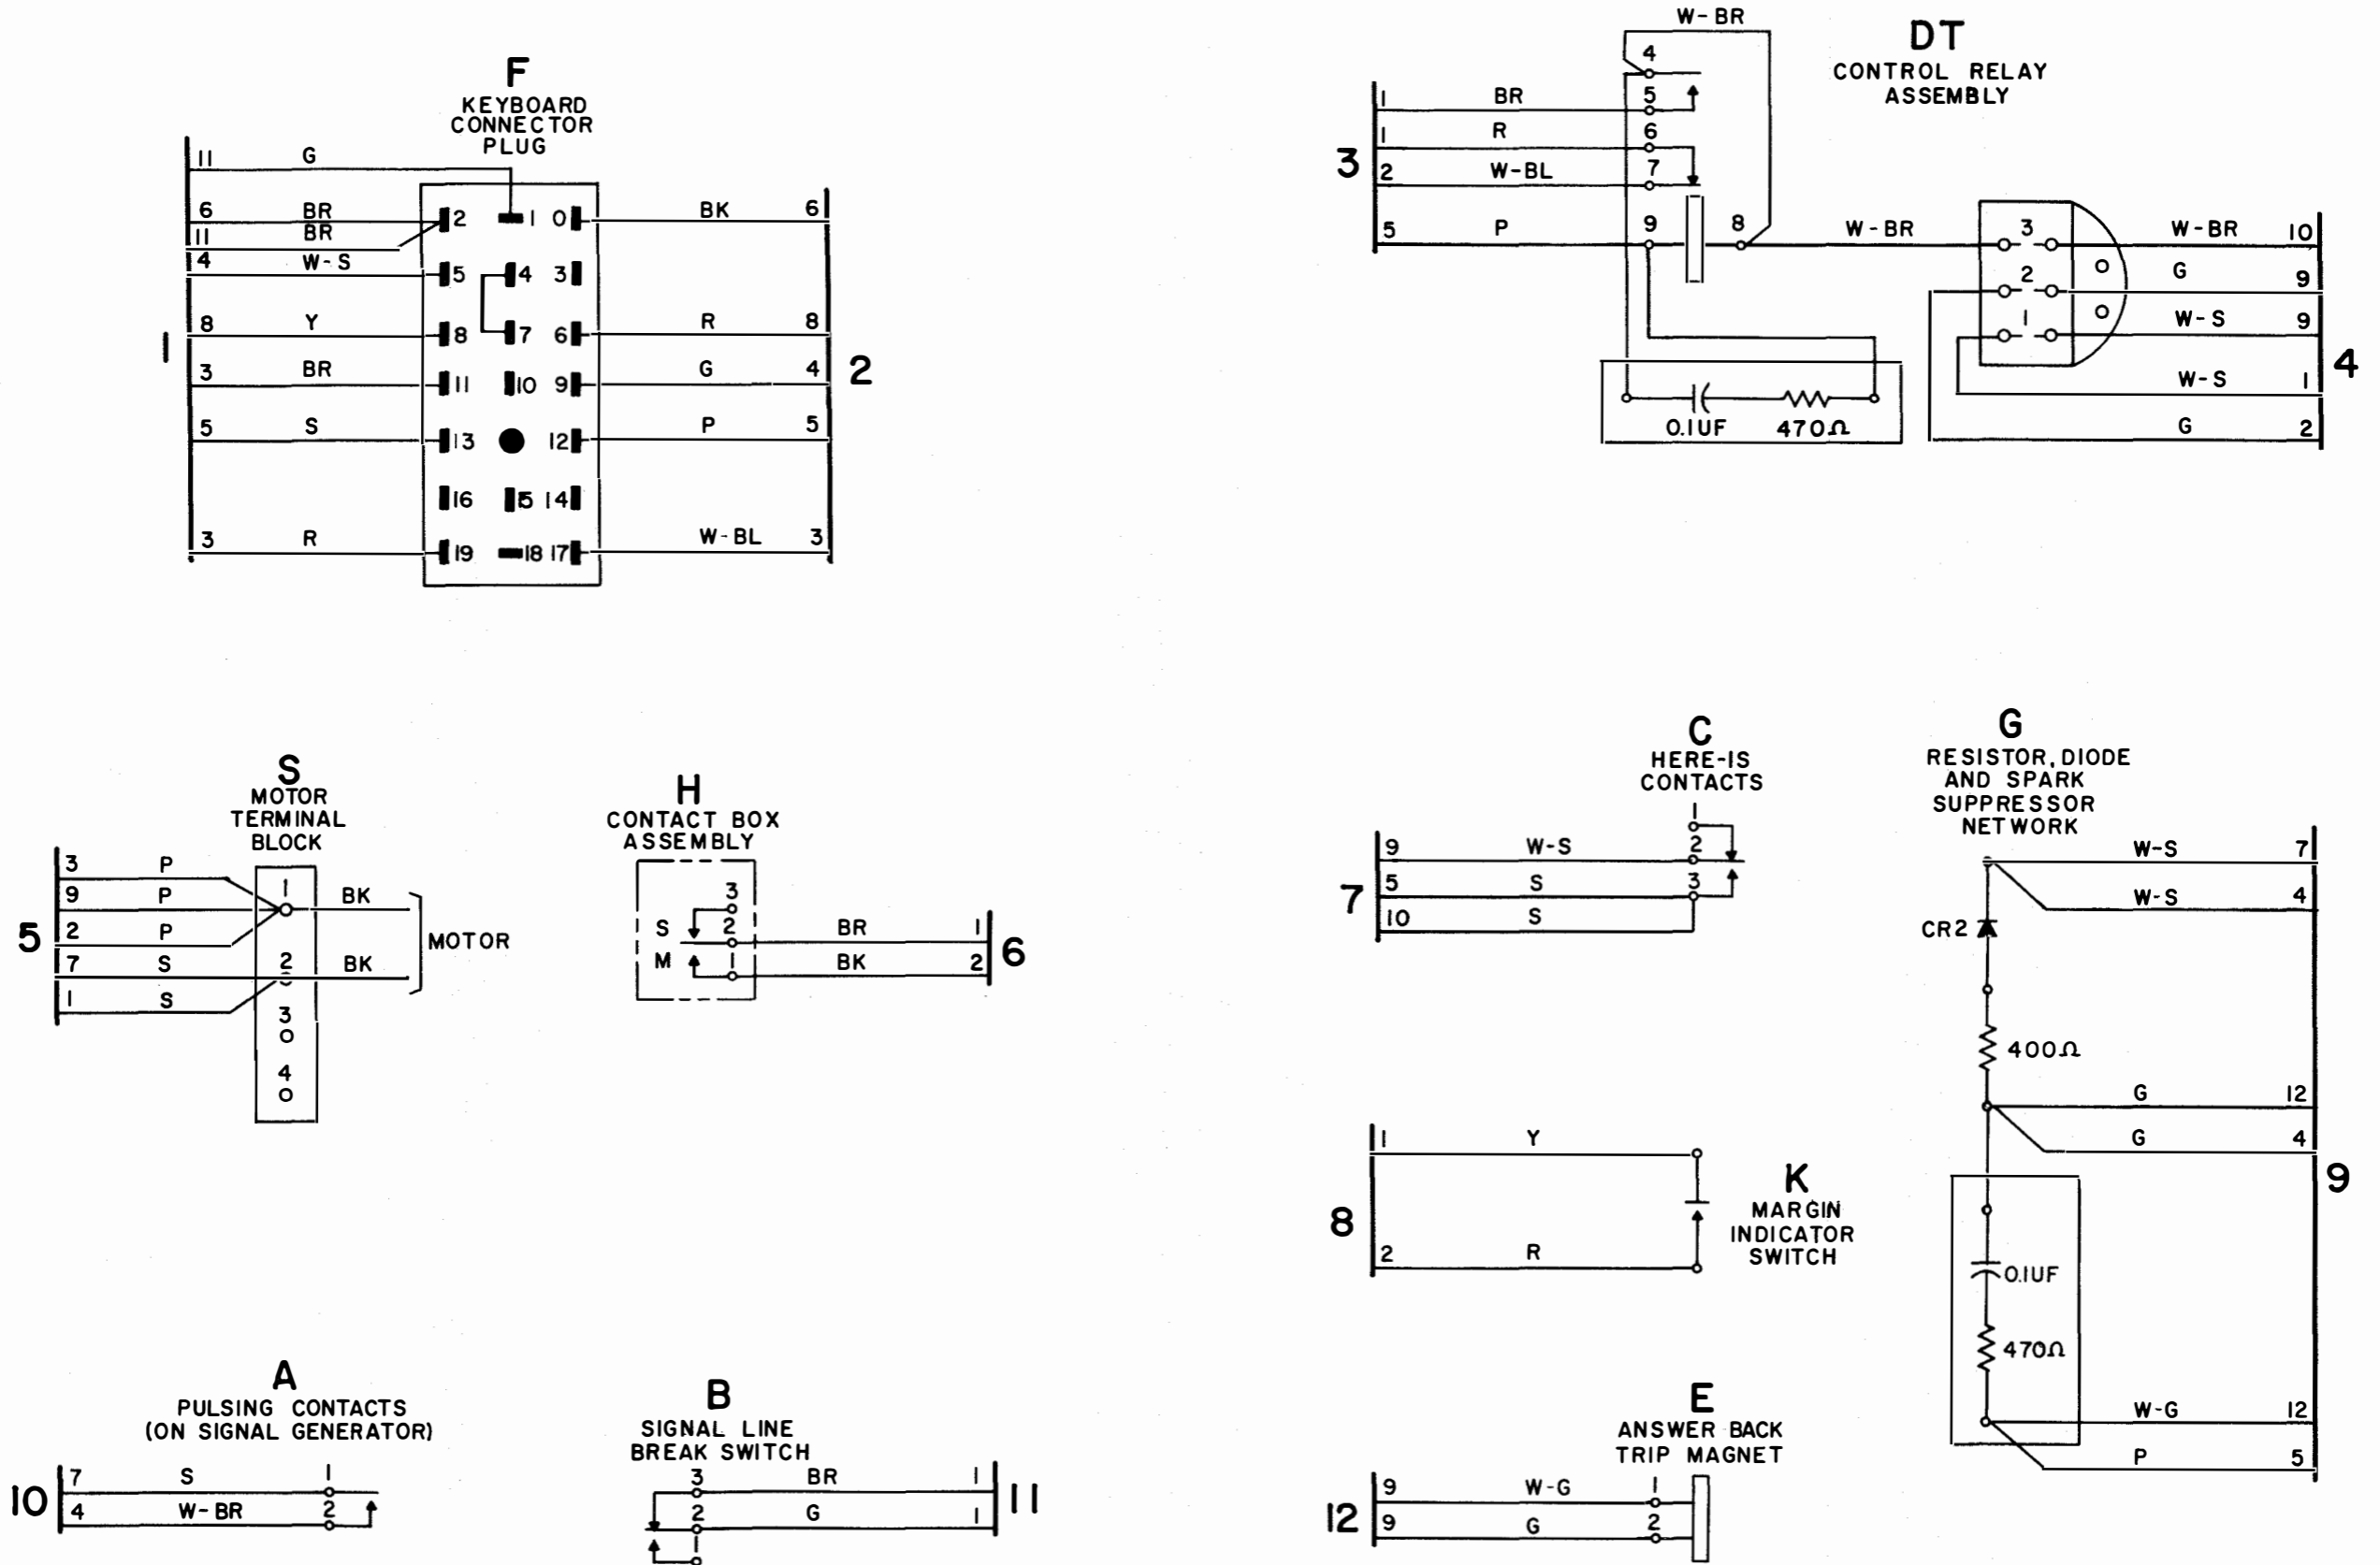 F
KEYBOARD
CONNECTOR
PLUG
11 G
6 BR
11 BR
4 W-S
8 Y
3 BR
5 S
3 R
1
2 1 0
5 4 3
8 7 6
11 10 9
13 12
16 15 14
19 18 17
BK 6
R 8
G 4
P 5
W-BL 3
2
DT
CONTROL RELAY
ASSEMBLY
W-BR
4
1 BR 5
1 R 6
2 W-BL 7
5 P 9 8
3
W-BR
0.1UF 470Ω
3
2
1
W-BR 10
G 9
W-S 9
W-S 1
G 2
4
S
MOTOR
TERMINAL
BLOCK
3 P
9 P
2 P
7 S
1 S
5
1
2
3
4
BK
BK
MOTOR
H
CONTACT BOX
ASSEMBLY
3
S 2
M 1
BR 1
BK 2
6
C
HERE-IS
CONTACTS
1
9 W-S 2
5 S 3
10 S
7
G
RESISTOR, DIODE
AND SPARK
SUPPRESSOR
NETWORK
W-S 7
W-S 4
CR2
400Ω
G 12
G 4
0.1UF
470Ω
W-G 12
P 5
9
1 Y
2 R
8
K
MARGIN
INDICATOR
SWITCH
A
PULSING CONTACTS
(ON SIGNAL GENERATOR)
7 S 1
4 W-BR 2
10
B
SIGNAL LINE
BREAK SWITCH
3 BR 1
2 G 1
1
11
E
ANSWER BACK
TRIP MAGNET
9 W-G 1
9 G 2
12